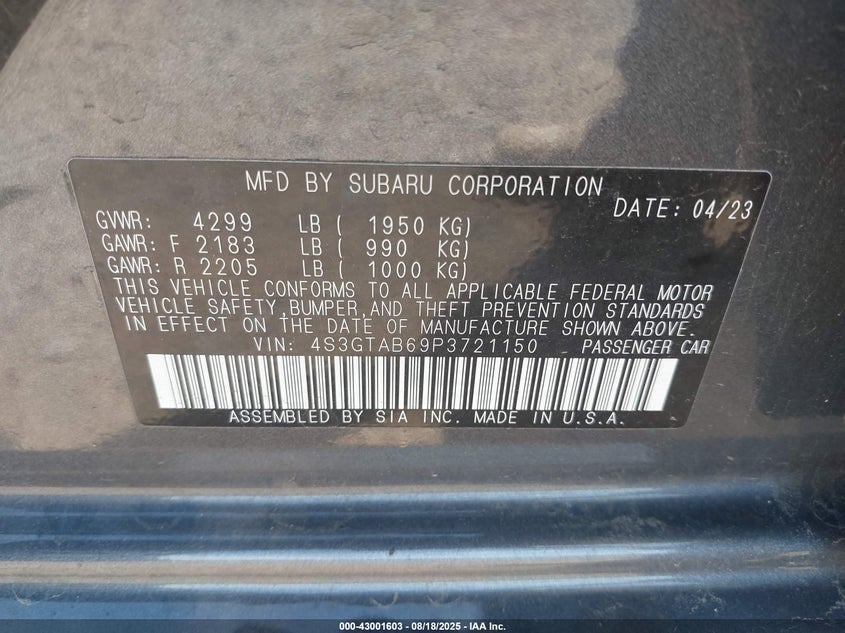 MFD BY SUBARU CORPORATION
DATE: 04/23
GVWR: 4299 LB ( 1950 KG)
GAWR: F 2183 LB ( 990 KG)
GAWR: R 2205 LB ( 1000 KG)
THIS VEHICLE CONFORMS TO ALL APPLICABLE FEDERAL MOTOR
VEHICLE SAFETY,BUMPER,AND THEFT PREVENTION STANDARDS
IN EFFECT ON THE DATE OF MANUFACTURE SHOWN ABOVE.
VIN: 4S3GTAB69P3721150 PASSENGER CAR
ASSEMBLED BY SIA INC. MADE IN U.S.A.
000-43001603 - 08/18/2025 - IAA Inc.